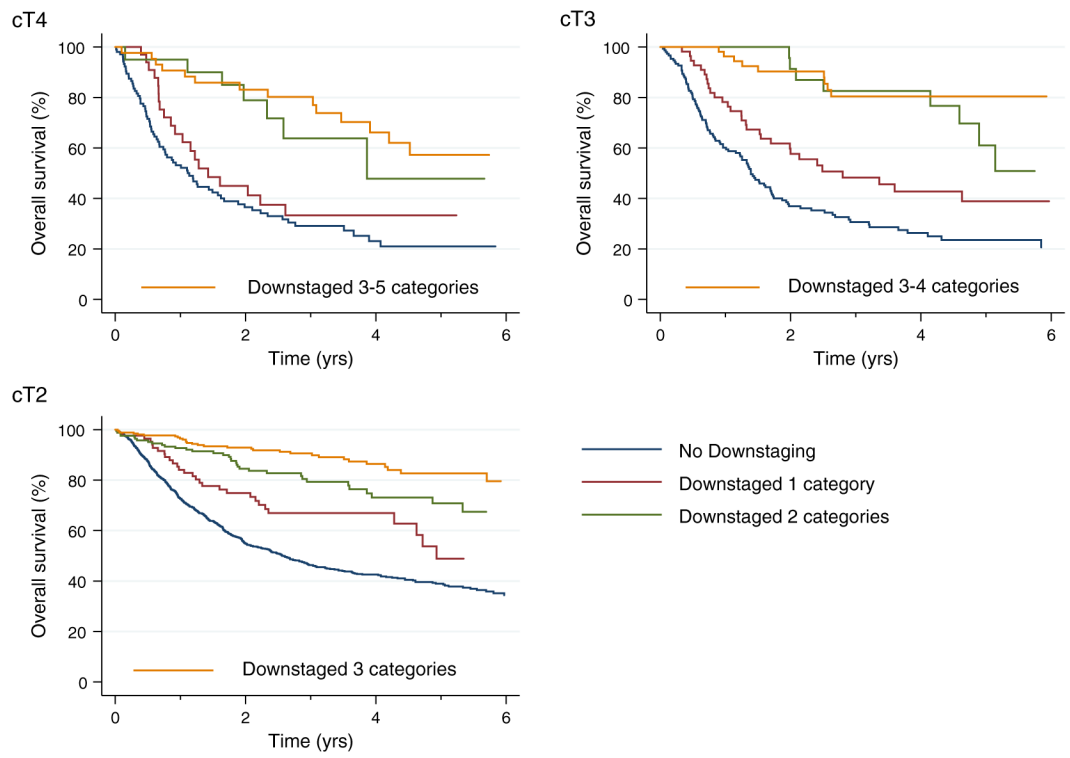 cT4
100
80
60
40
20
0
Overall survival (%)
Downstaged 3-5 categories
0 2 4 6
Time (yrs)
cT3
100
80
60
40
20
0
Overall survival (%)
Downstaged 3-4 categories
0 2 4 6
Time (yrs)
cT2
100
80
60
40
20
0
Overall survival (%)
Downstaged 3 categories
0 2 4 6
Time (yrs)
No Downstaging
Downstaged 1 category
Downstaged 2 categories